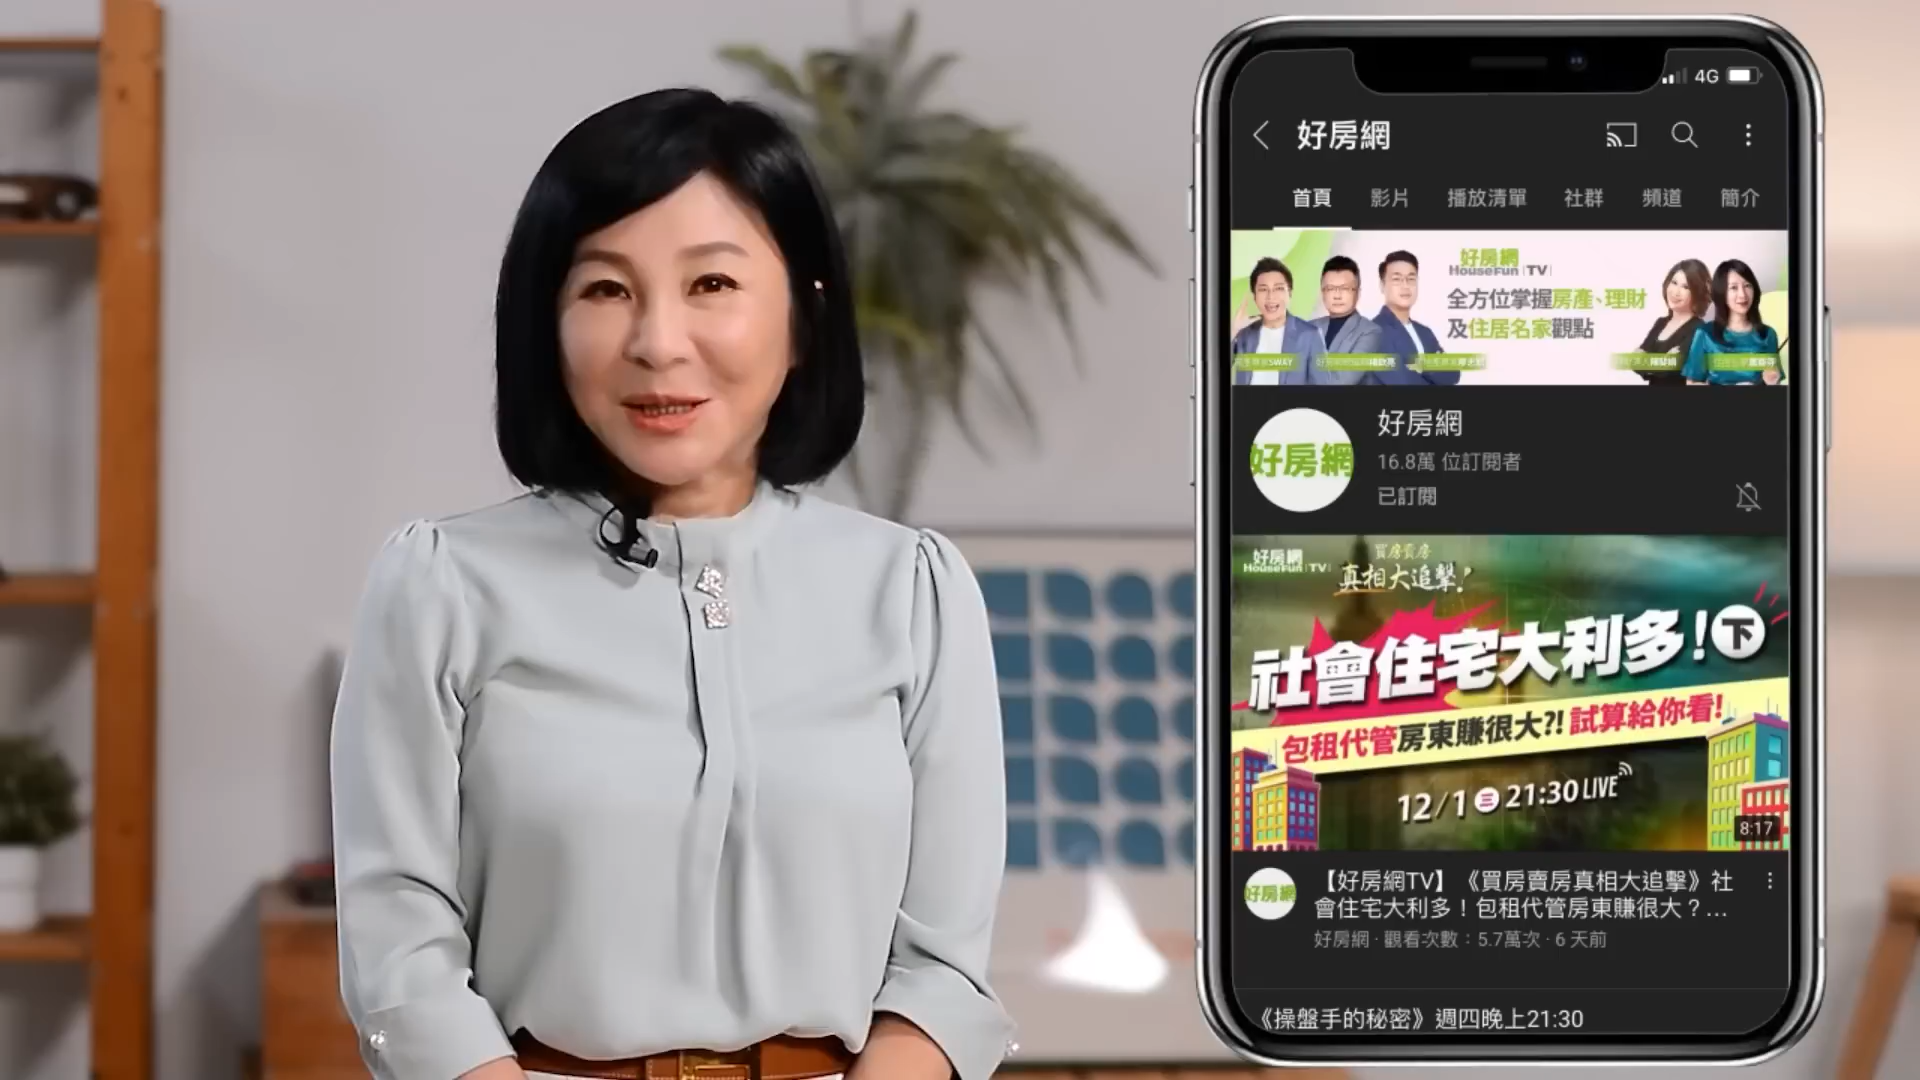 4G
好房網
首頁 影片 播放清單 社群 頻道 簡介
好房網
HouseFun TV
全方位掌握房產、理財
及住居名家觀點
好房網
好房網
16.8萬 位訂閱者
已訂閱
好房網
HouseFun TV
買房賣房
真相大追擊!
社會住宅大利多!下
包租代管房東賺很大?!試算給你看!
12/1 三 21:30 LIVE
8:17
好房網
【好房網TV】《買房賣房真相大追擊》社
會住宅大利多！包租代管房東賺很大？...
好房網 · 觀看次數：5.7萬次 · 6 天前
《操盤手的秘密》週四晚上21:30